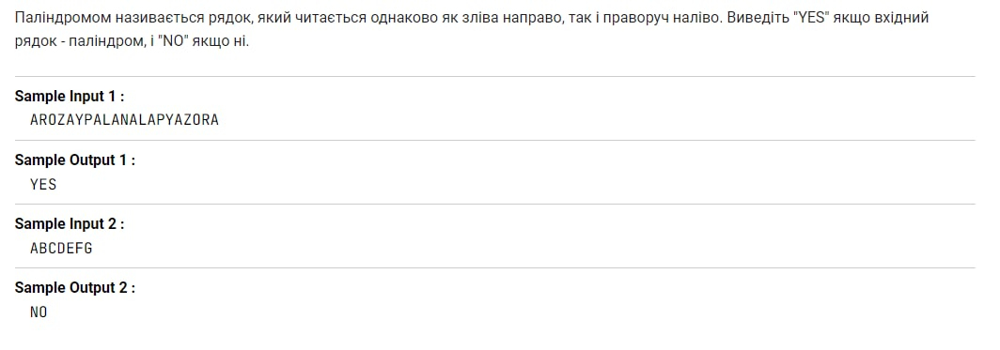 Паліндромом називається рядок, який читається однаково як зліва направо, так і праворуч наліво. Виведіть "YES" якщо вхідний
рядок - паліндром, і "NO" якщо ні.
Sample Input 1 :
AROZAYPALANALAPYAZORA
Sample Output 1 :
YES
Sample Input 2 :
ABCDEFG
Sample Output 2 :
NO